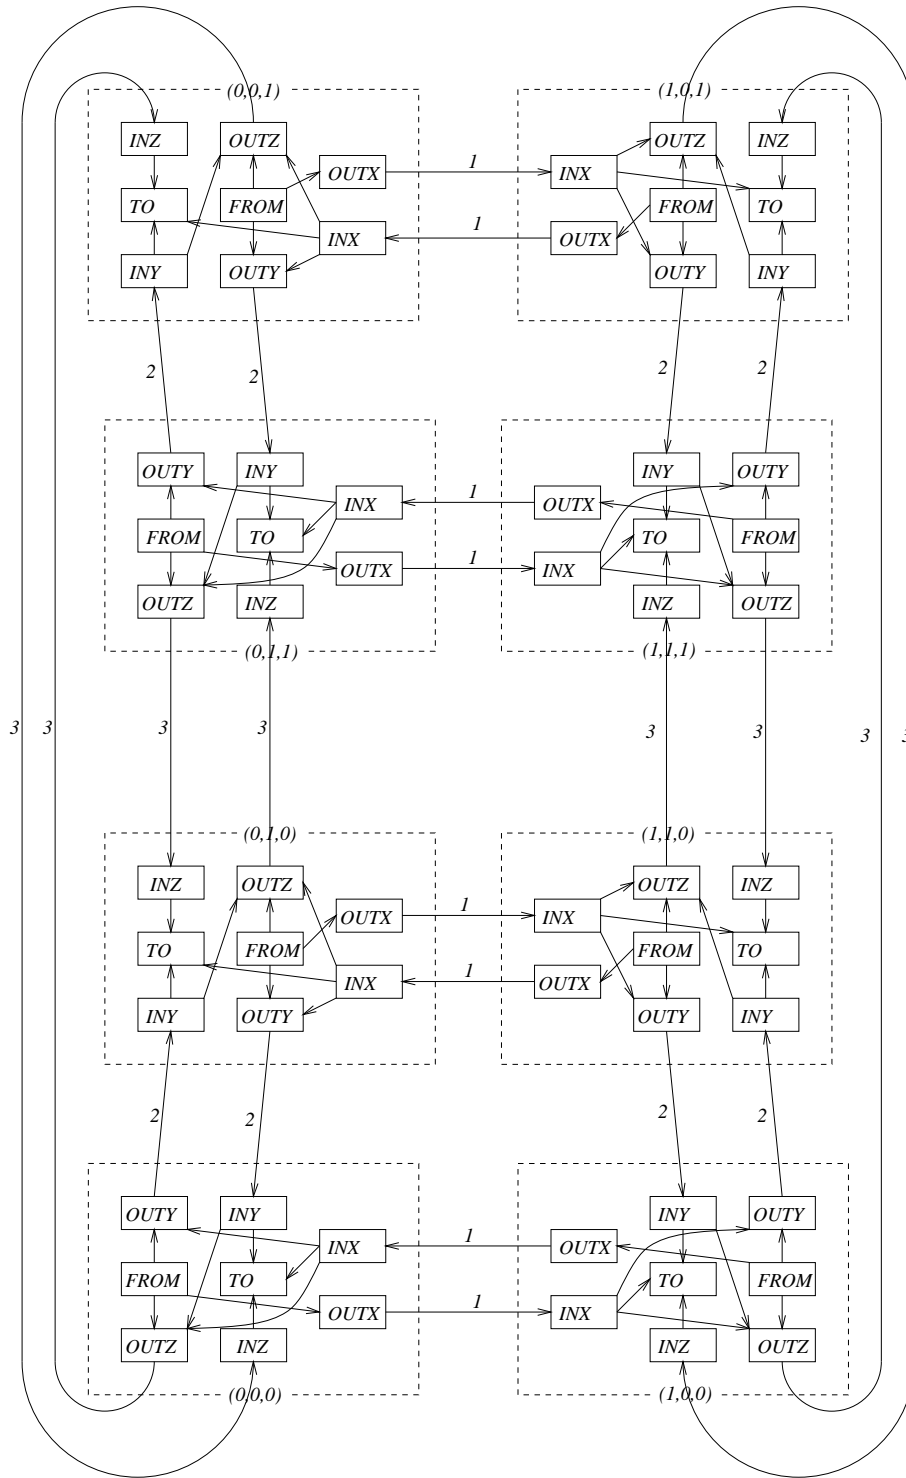 (0,0,1) (1,0,1)
INZ OUTZ OUTZ INZ
OUTX 1 INX
TO FROM FROM TO
INX 1 OUTX
INY OUTY OUTY INY
2 2 2 2
OUTY INY INY OUTY
INX 1 OUTX
FROM TO TO FROM
OUTX 1 INX
OUTZ INZ INZ OUTZ
(0,1,1) (1,1,1)
3 3 3 3 3 3 3
(0,1,0) (1,1,0)
INZ OUTZ OUTZ INZ
OUTX 1 INX
TO FROM FROM TO
INX 1 OUTX
INY OUTY OUTY INY
2 2 2 2
OUTY INY INY OUTY
INX 1 OUTX
FROM TO TO FROM
OUTX 1 INX
OUTZ INZ INZ OUTZ
(0,0,0) (1,0,0)